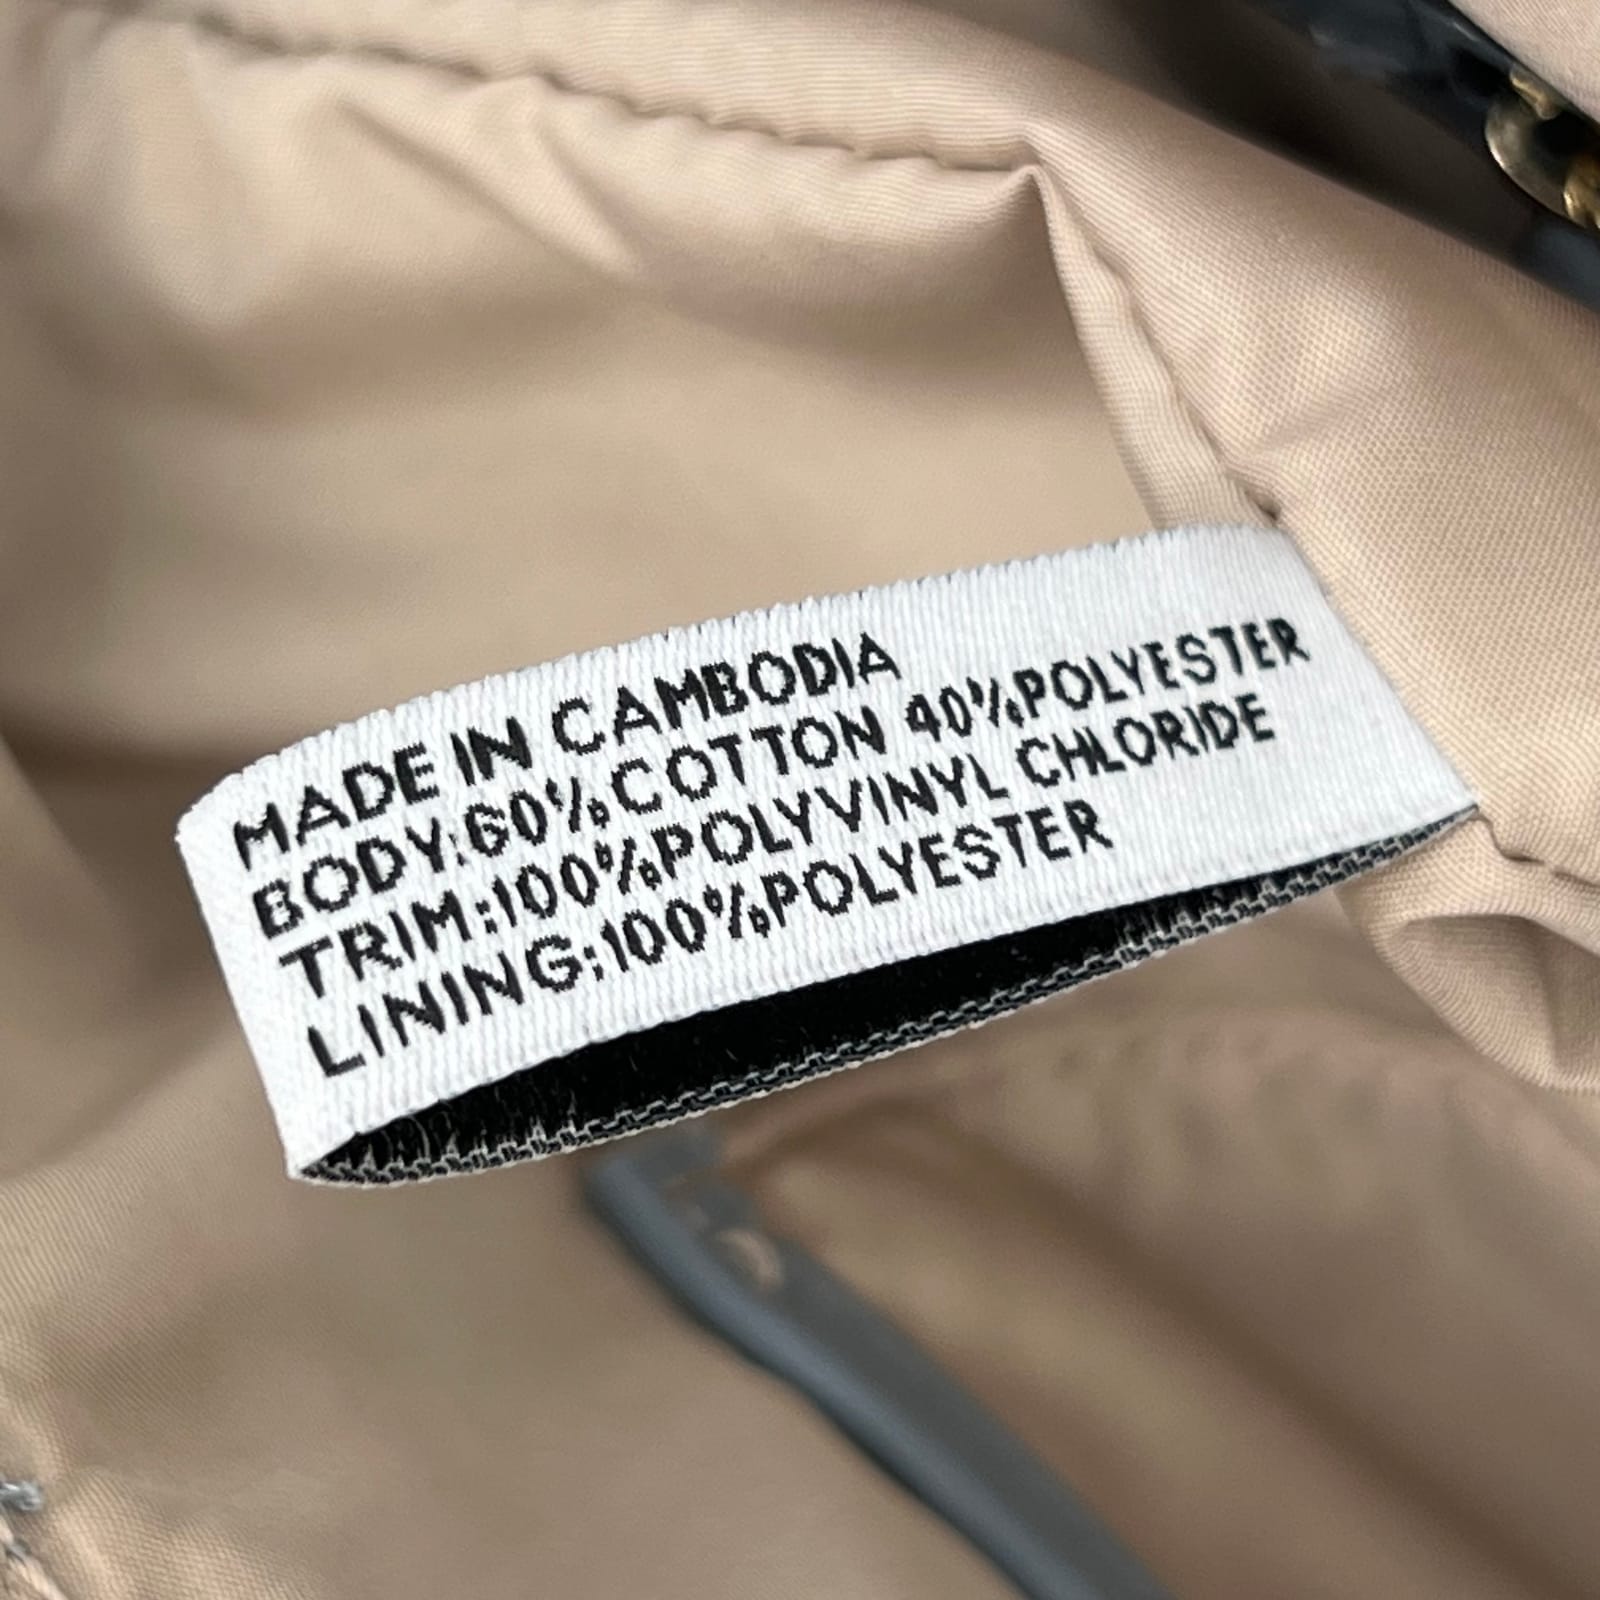 MADE IN CAMBODIA
BODY:60%COTTON 40%POLYESTER
TRIM:100%POLYVINYL CHLORIDE
LINING:100%POLYESTER